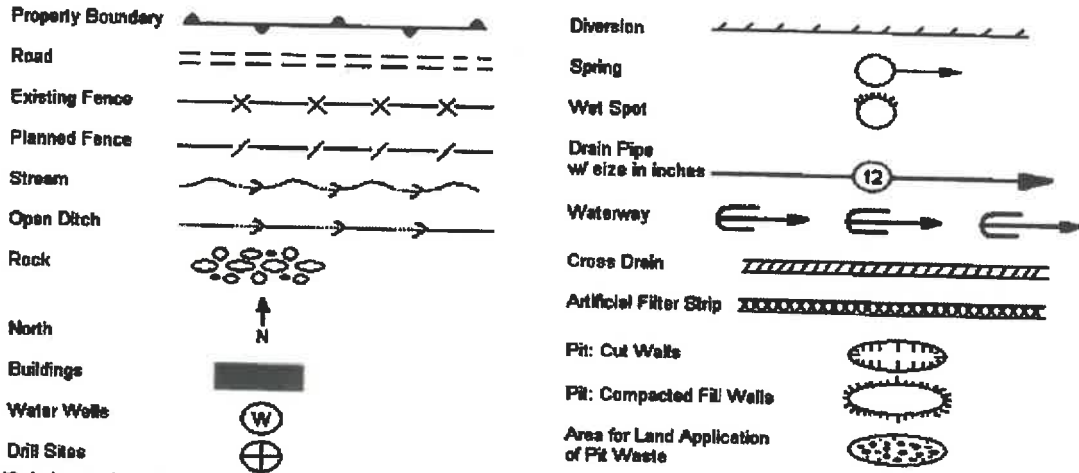 Property Boundary
Road
Existing Fence
Planned Fence
Stream
Open Ditch
Rock
North
N
Buildings
Water Wells
W
Drill Sites
Diversion
Spring
Wet Spot
Drain Pipe
w/ size in inches
12
Waterway
Cross Drain
Artificial Filter Strip
Pit: Cut Walls
Pit: Compacted Fill Walls
Area for Land Application
of Pit Waste